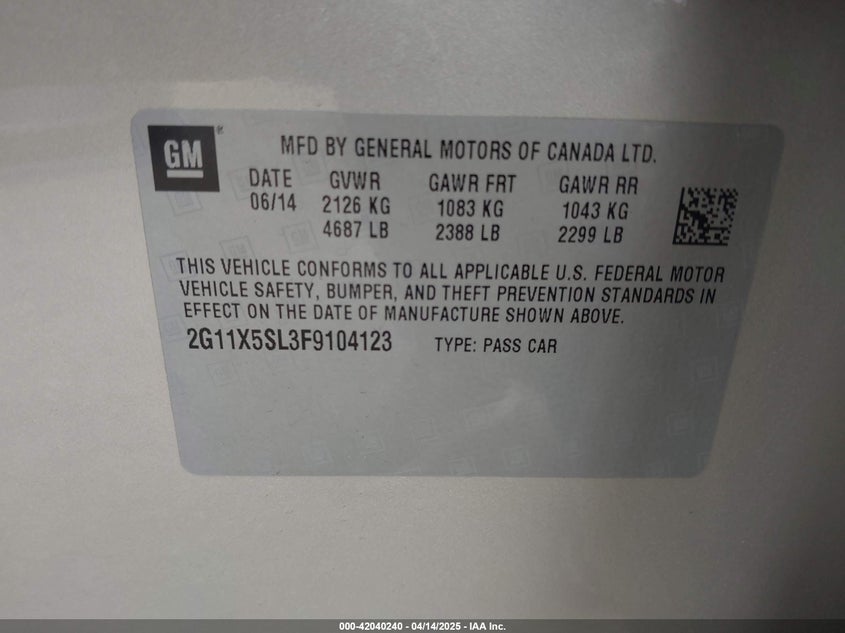 GM®
MFD BY GENERAL MOTORS OF CANADA LTD.
DATE GVWR GAWR FRT GAWR RR
06/14 2126 KG 1083 KG 1043 KG
4687 LB 2388 LB 2299 LB
THIS VEHICLE CONFORMS TO ALL APPLICABLE U.S. FEDERAL MOTOR
VEHICLE SAFETY, BUMPER, AND THEFT PREVENTION STANDARDS IN
EFFECT ON THE DATE OF MANUFACTURE SHOWN ABOVE.
2G11X5SL3F9104123 TYPE: PASS CAR
000-42040240 - 04/14/2025 - IAA Inc.